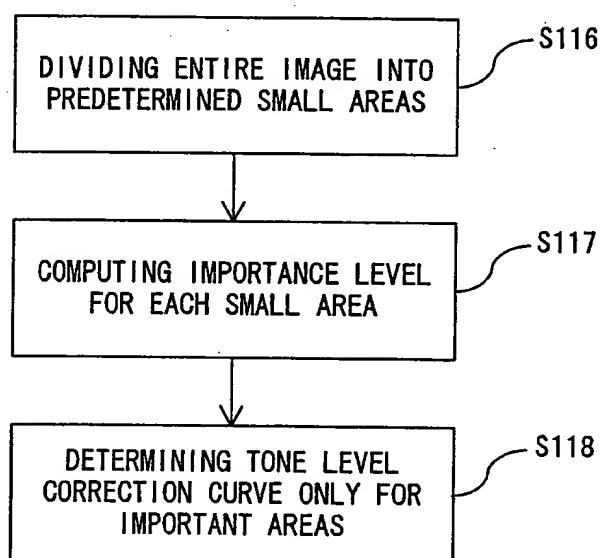 DIVIDING ENTIRE IMAGE INTO
PREDETERMINED SMALL AREAS
S116
COMPUTING IMPORTANCE LEVEL
FOR EACH SMALL AREA
S117
DETERMINING TONE LEVEL
CORRECTION CURVE ONLY FOR
IMPORTANT AREAS
S118